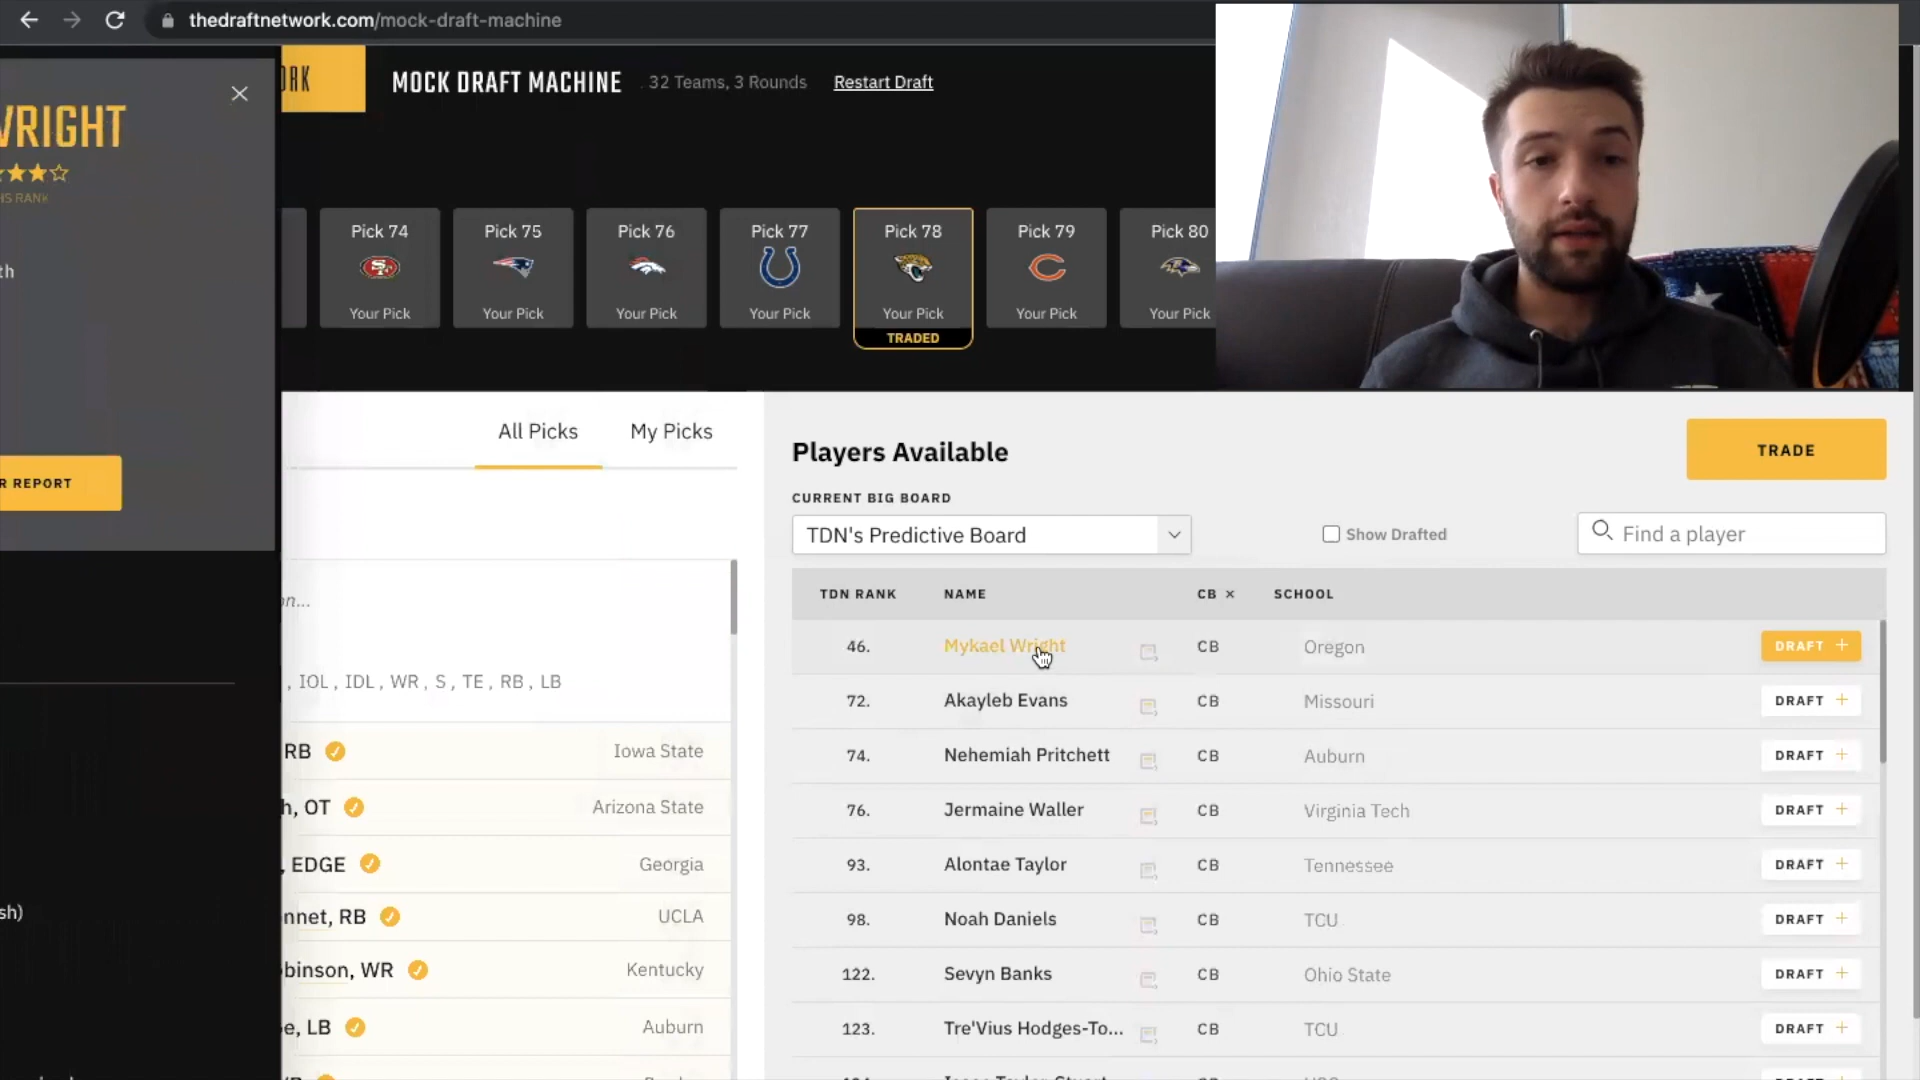 thedraftnetwork.com/mock-draft-machine
MOCK DRAFT MACHINE
32 Teams, 3 Rounds
Restart Draft
WRIGHT
HS RANK
th
R REPORT
sh)
Pick 74
Your Pick
Pick 75
Your Pick
Pick 76
Your Pick
Pick 77
Your Pick
Pick 78
Your Pick
TRADED
Pick 79
Your Pick
Pick 80
Your Pick
All Picks
My Picks
on...
, IOL, IDL, WR, S, TE, RB, LB
RB Iowa State
h, OT Arizona State
, EDGE Georgia
nnet, RB UCLA
binson, WR Kentucky
e, LB Auburn
Players Available
TRADE
CURRENT BIG BOARD
TDN's Predictive Board
Show Drafted
Find a player
TDN RANK NAME CB × SCHOOL
46. Mykael Wright CB Oregon DRAFT +
72. Akayleb Evans CB Missouri DRAFT +
74. Nehemiah Pritchett CB Auburn DRAFT +
76. Jermaine Waller CB Virginia Tech DRAFT +
93. Alontae Taylor CB Tennessee DRAFT +
98. Noah Daniels CB TCU DRAFT +
122. Sevyn Banks CB Ohio State DRAFT +
123. Tre'Vius Hodges-To... CB TCU DRAFT +